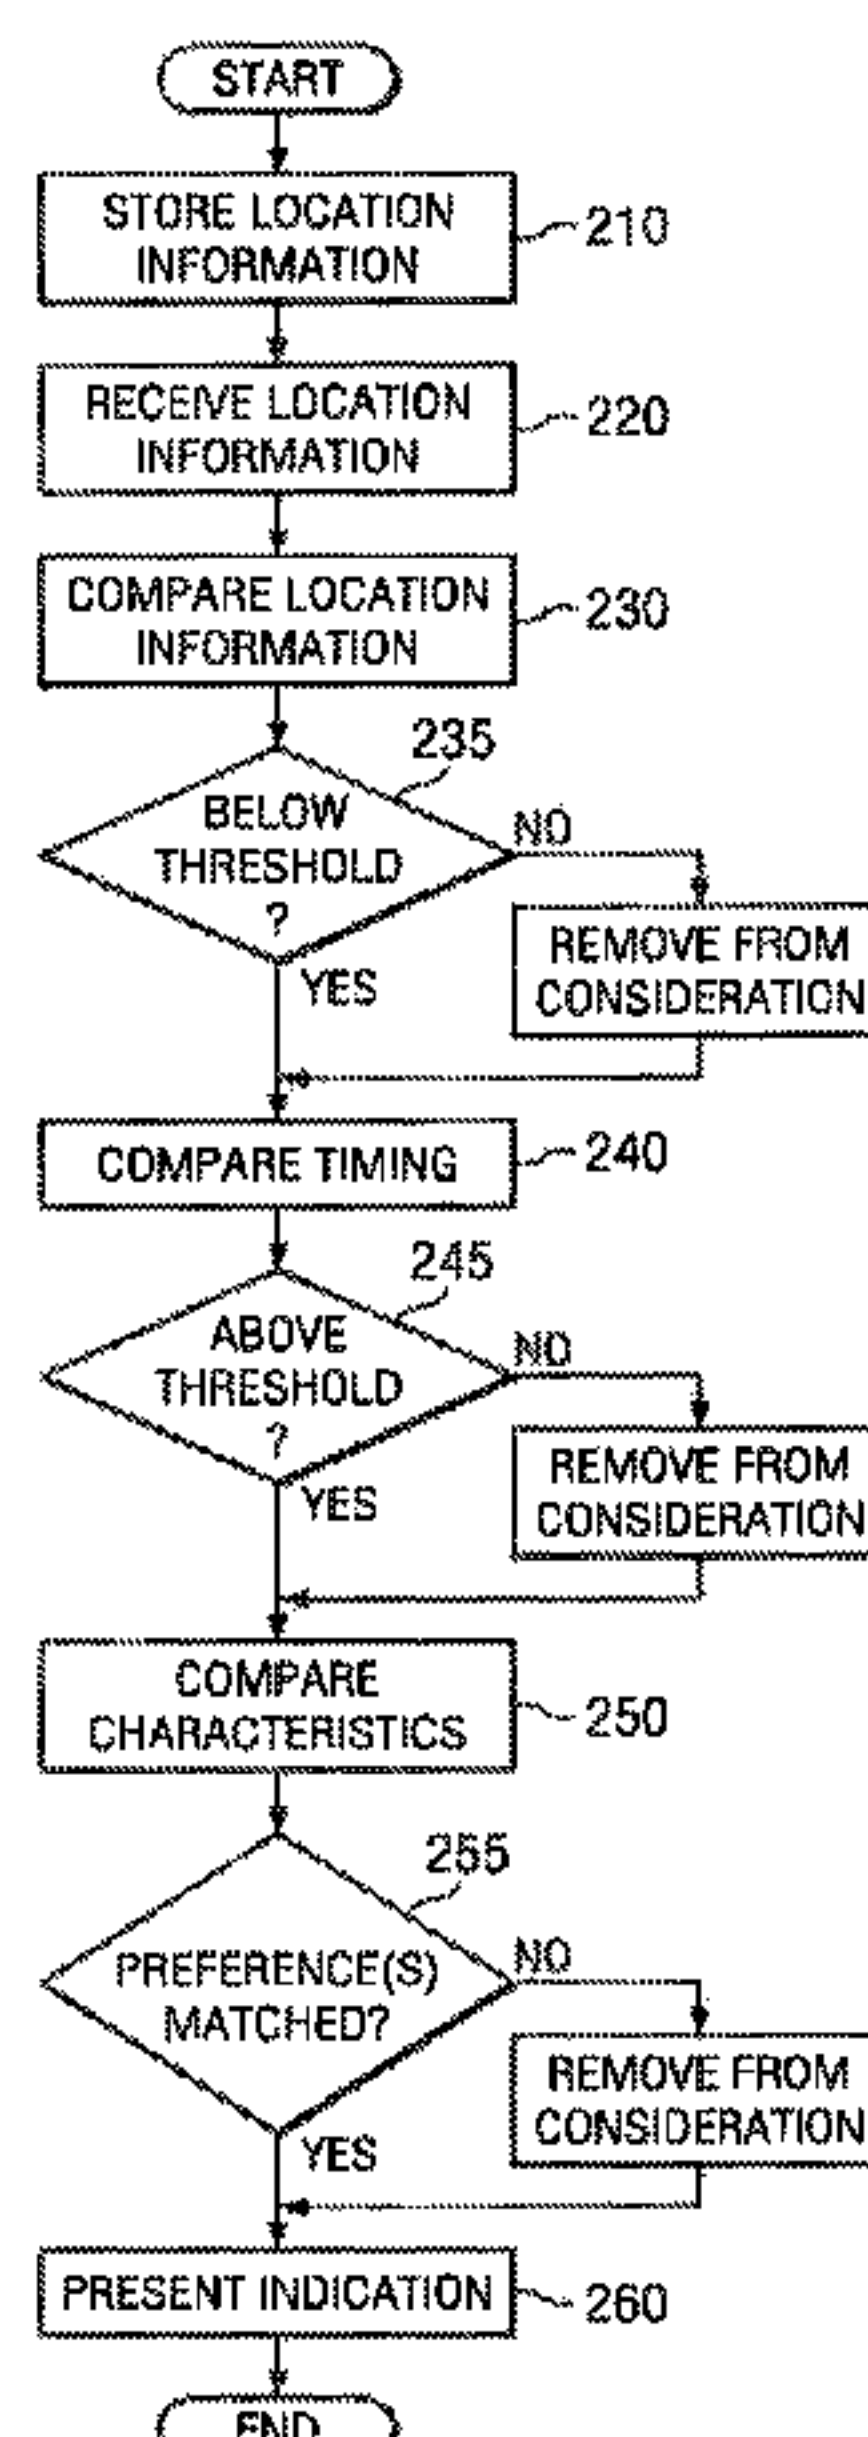 START
STORE LOCATION
INFORMATION
210
RECEIVE LOCATION
INFORMATION
220
COMPARE LOCATION
INFORMATION
230
235
BELOW
THRESHOLD
?
NO
REMOVE FROM
CONSIDERATION
YES
COMPARE TIMING
240
245
ABOVE
THRESHOLD
?
NO
REMOVE FROM
CONSIDERATION
YES
COMPARE
CHARACTERISTICS
250
255
PREFERENCE(S)
MATCHED?
NO
REMOVE FROM
CONSIDERATION
YES
PRESENT INDICATION
260
END